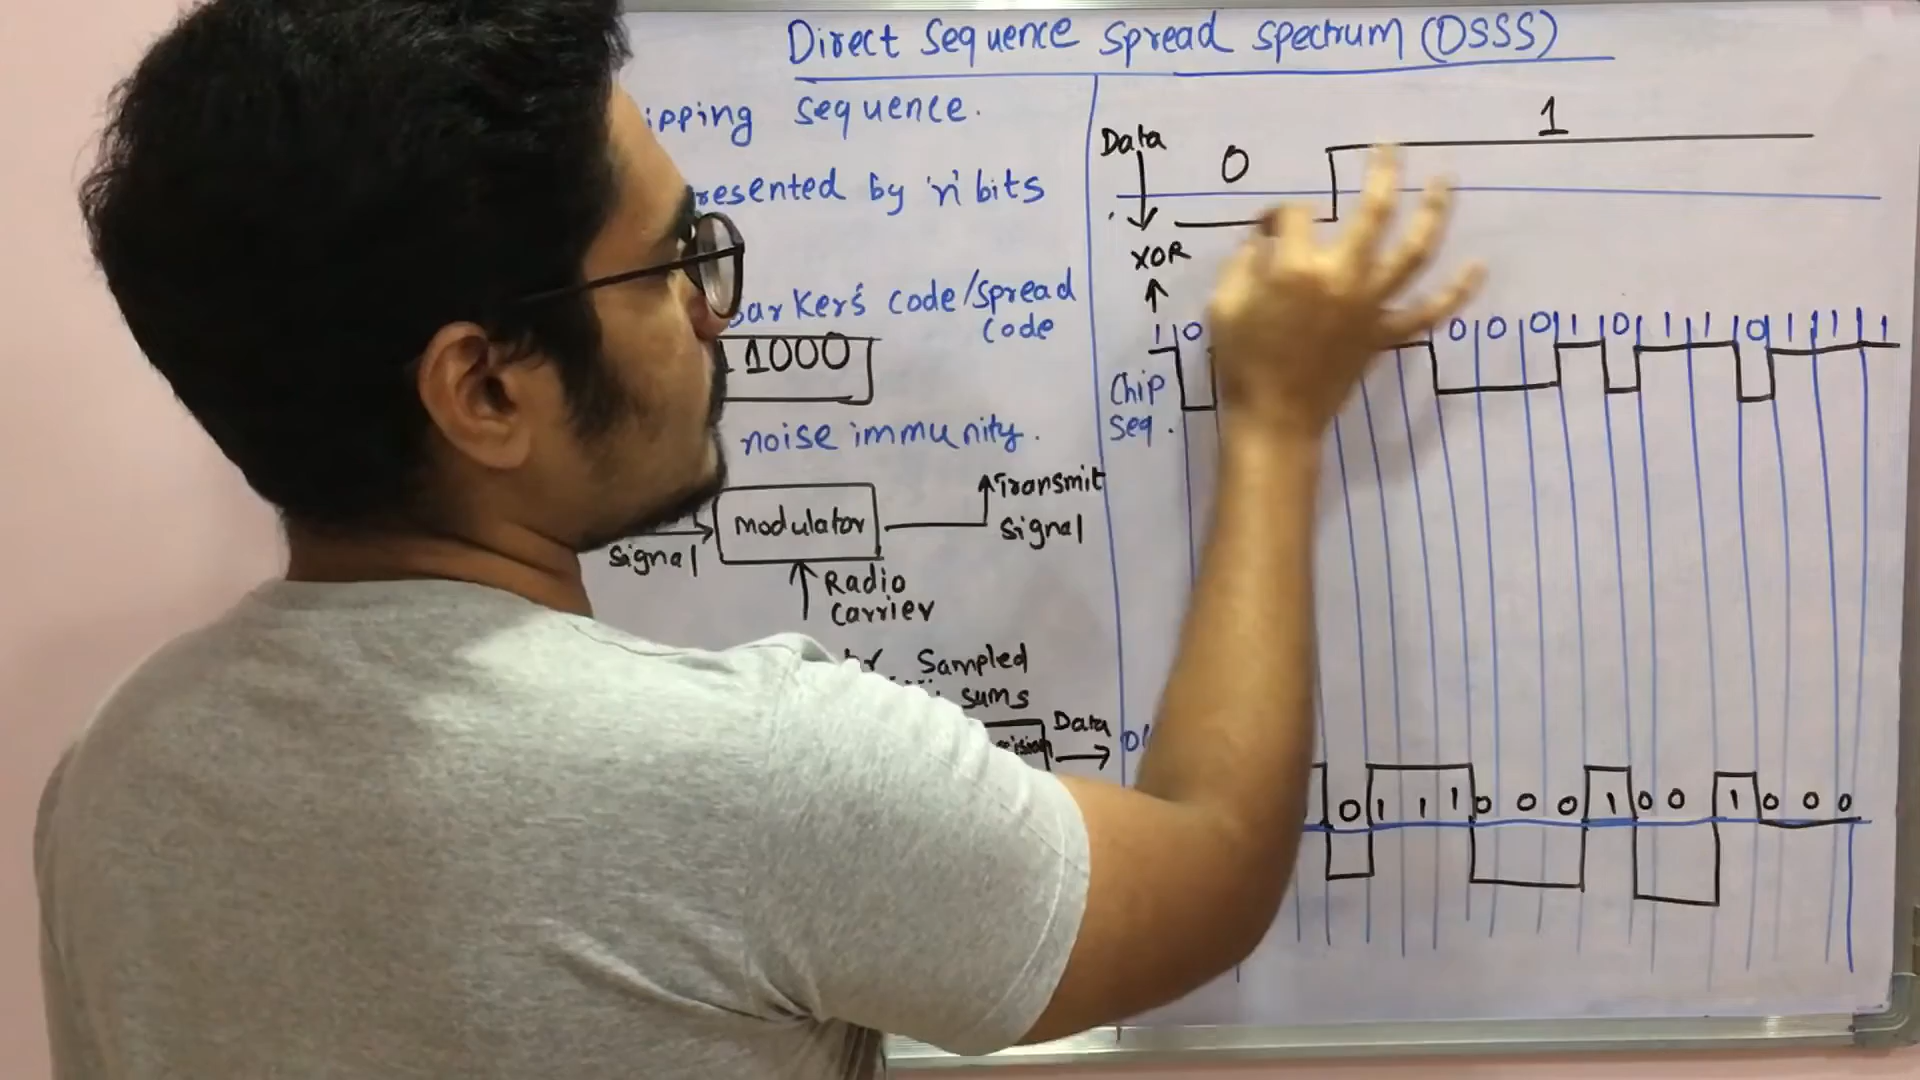 Direct Sequence Spread Spectrum (DSSS)
ipping sequence.
resented by 'n' bits
arker's code/spread
code
1000
noise immunity.
Signal
modulator
Transmit
Signal
Radio
Carrier
Sampled
sums
Data
Data
0 1
XOR
1 0 0 0 0 1 0 1 1 0 1 1 1
Chip
Seq.
0 1 1 1 0 0 0 1 0 0 1 0 0 0